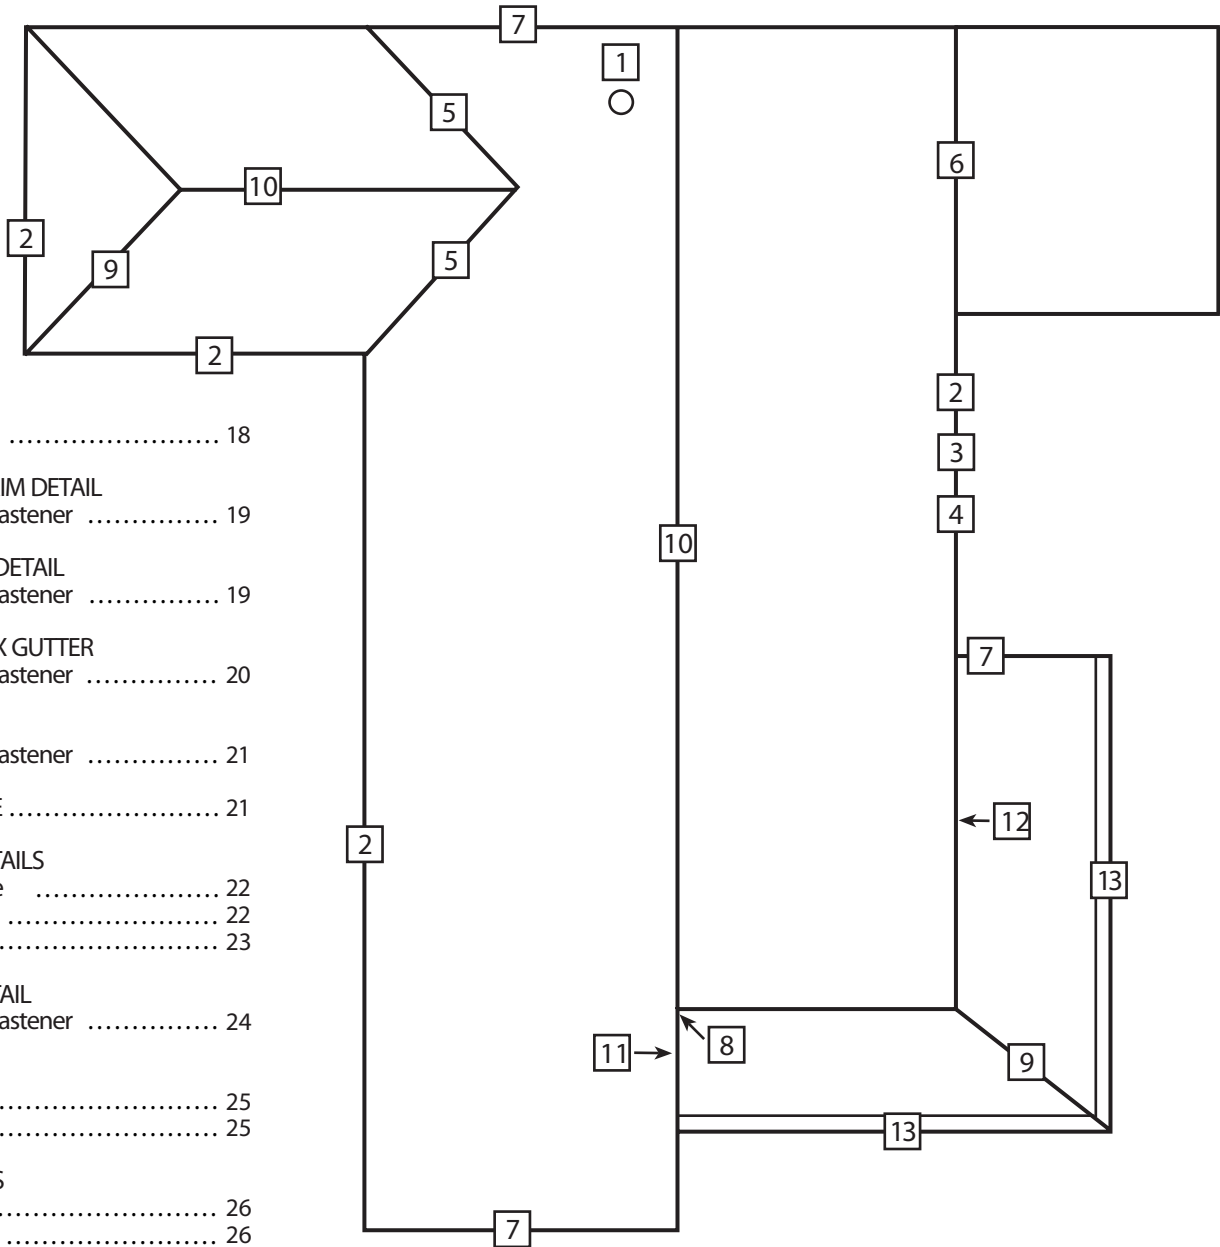 7
1
5
6
10
2
9
5
2
2
3
4
........................ 18
IM DETAIL
astener ............... 19
DETAIL
astener ............... 19
X GUTTER
astener ............... 20
astener ............... 21
E ........................ 21
TAILS
e ..................... 22
........................ 22
......................... 23
TAIL
astener ............... 24
......................... 25
......................... 25
S
......................... 26
........................ 26
10
7
2
12
13
11
8
9
13
7